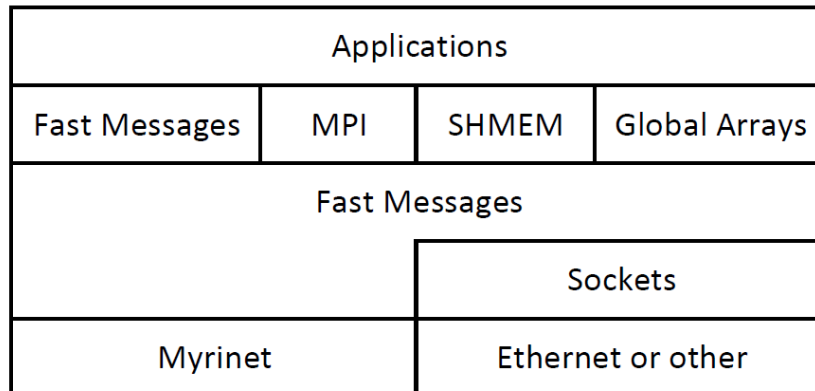 Applications
Fast Messages MPI SHMEM Global Arrays
Fast Messages
Sockets
Myrinet Ethernet or other